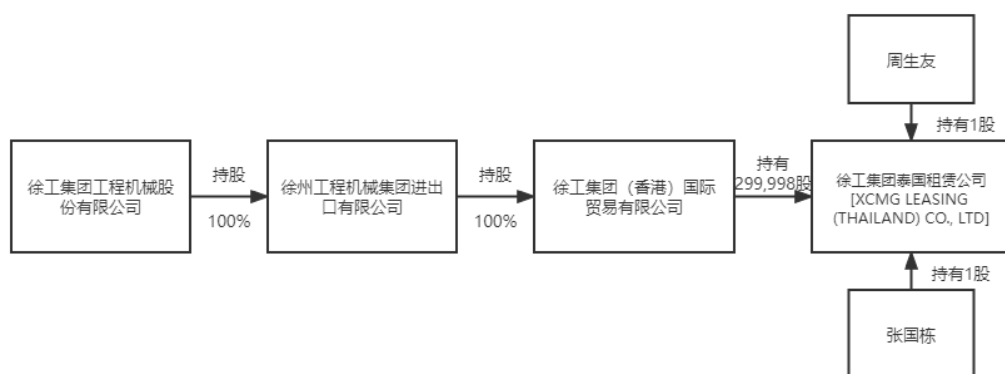 周生友
持有1股
徐工集团工程机械股
份有限公司
持股
100%
徐州工程机械集团进出
口有限公司
持股
100%
徐工集团（香港）国际
贸易有限公司
持有
299,998股
徐工集团泰国租赁公司
[XCMG LEASING
(THAILAND) CO., LTD]
持有1股
张国栋